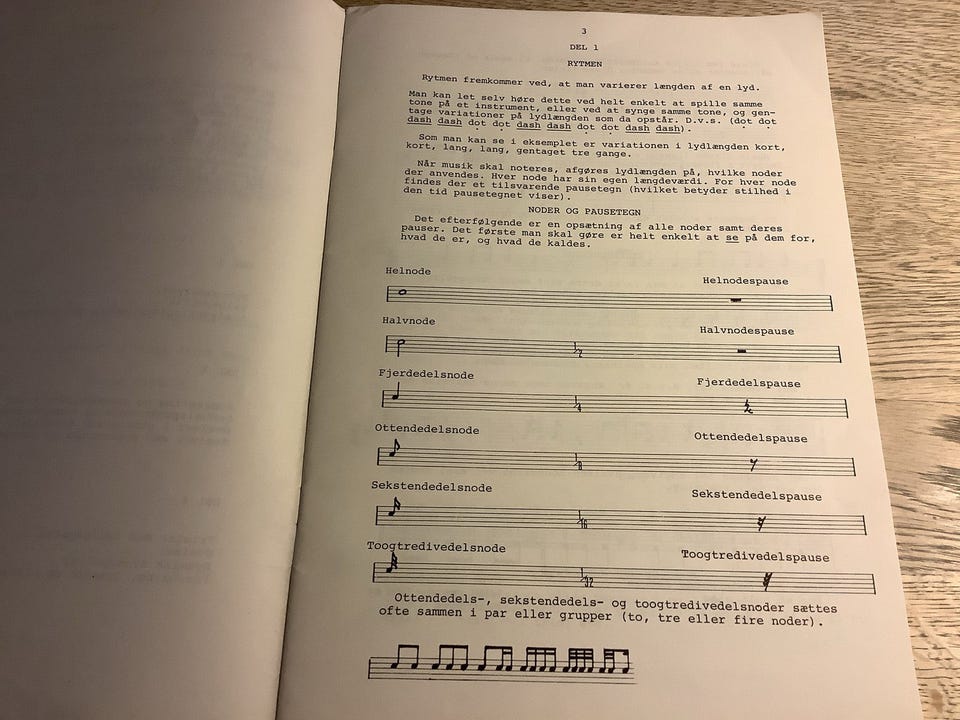 3
DEL 1
RYTMEN
Rytmen fremkommer ved, at man varierer længden af en lyd.
Man kan let selv høre dette ved helt enkelt at spille samme
tone på et instrument, eller ved at synge samme tone, og gen-
tage variationer på lydlængden som da opstår. D.v.s. (dot dot
dash dash dot dot dash dash dot dot dash dash).
Som man kan se i eksemplet er variationen i lydlængden kort,
kort, lang, lang, gentaget tre gange.
Når musik skal noteres, afgøres lydlængden på, hvilke noder
der anvendes. Hver node har sin egen længdeværdi. For hver node
findes der et tilsvarende pausetegn (hvilket betyder stilhed i
den tid pausetegnet viser).
NODER OG PAUSETEGN
Det efterfølgende er en opsætning af alle noder samt deres
pauser. Det første man skal gøre er helt enkelt at se på dem for,
hvad de er, og hvad de kaldes.
Helnode Helnodespause
Halvnode Halvnodespause
1/2
Fjerdedelsnode Fjerdedelspause
1/4
Ottendedelsnode Ottendedelspause
1/8
Sekstendedelsnode Sekstendedelspause
1/16
Toogtredivedelsnode Toogtredivedelspause
1/32
Ottendedels-, sekstendedels- og toogtredivedelsnoder sættes
ofte sammen i par eller grupper (to, tre eller fire noder).